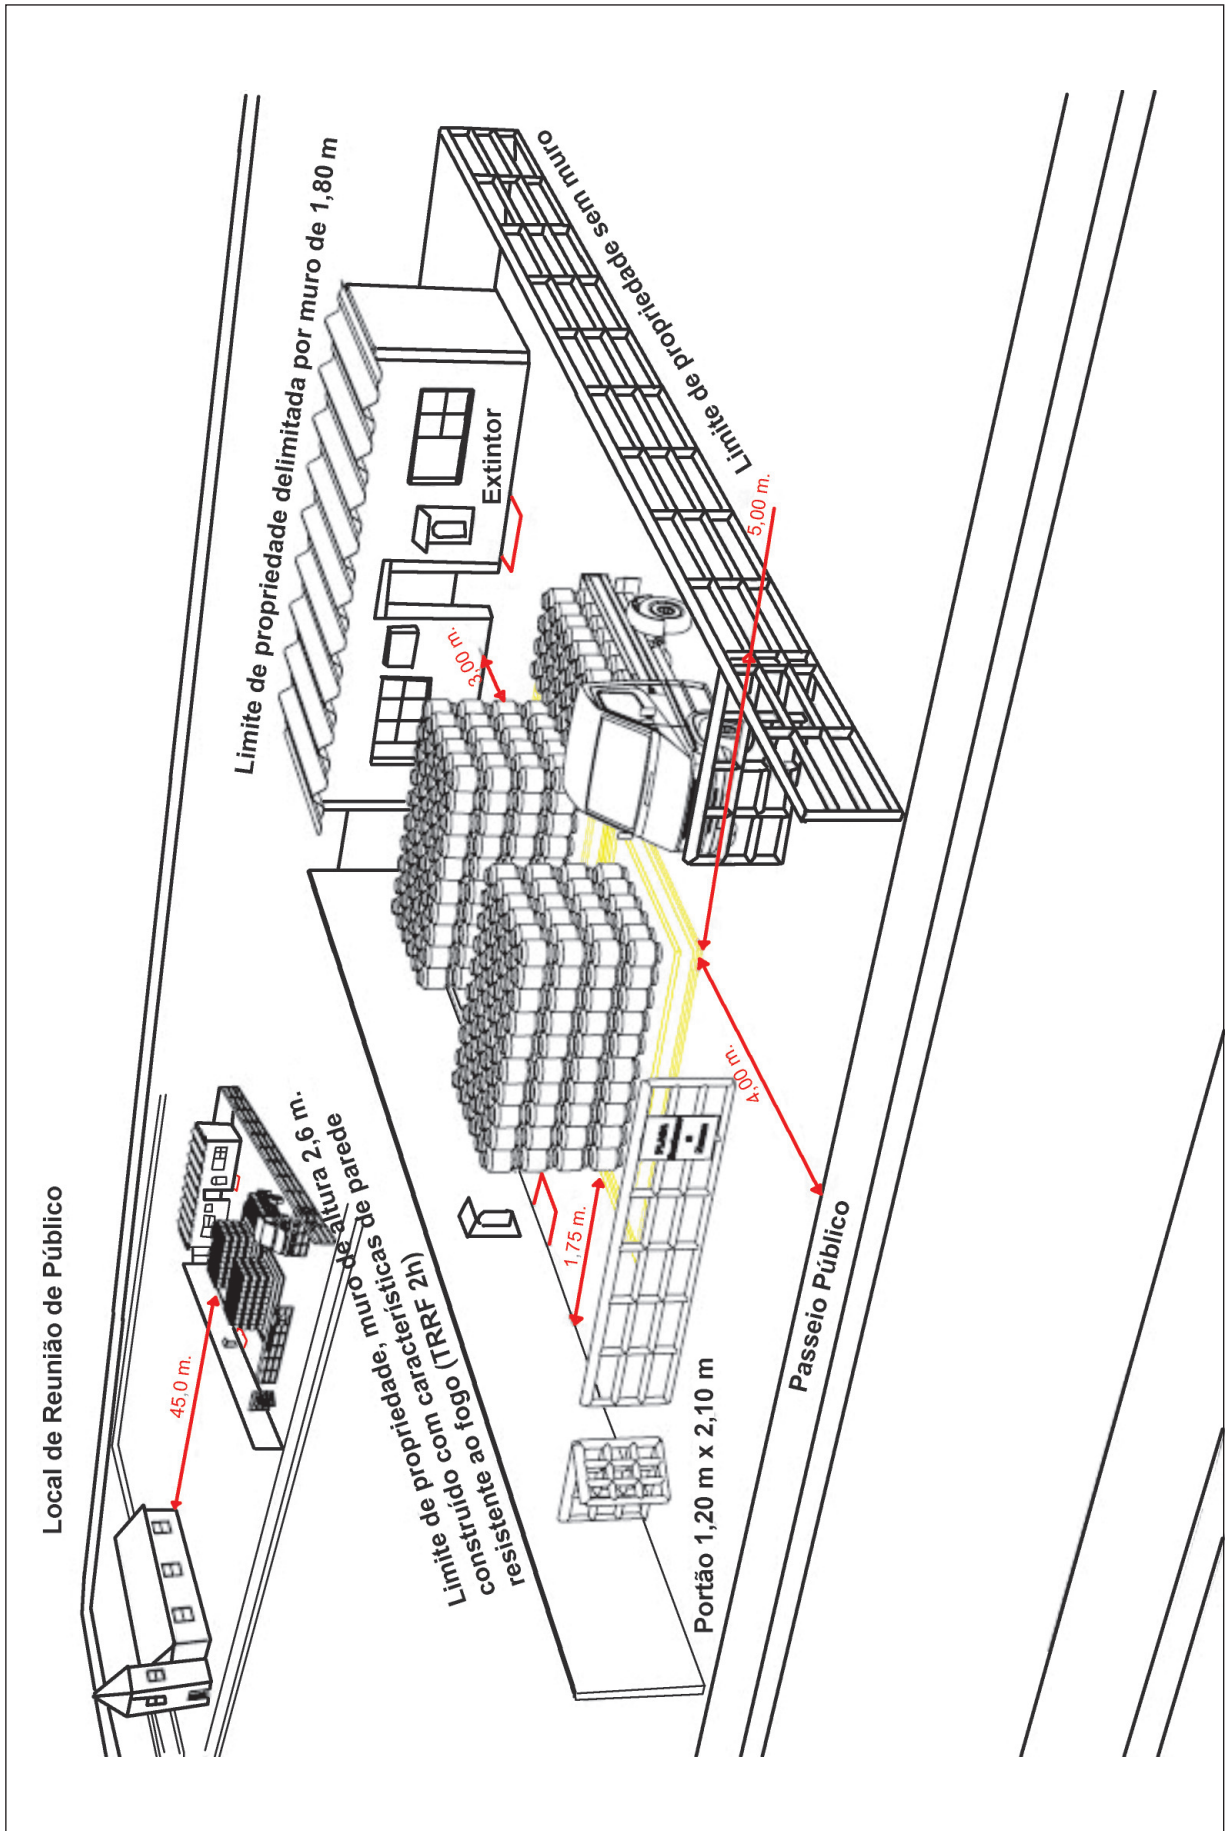 Local de Reunião de Público
45,0 m.
Limite de propriedade delimitada por muro de 1,80 m
Limite de propriedade, muro de altura 2,6 m.
construído com características de parede
resistente ao fogo (TRRF 2h)
Extintor
3,00 m.
Limite de propriedade sem muro
5,00 m.
1,75 m.
4,00 m.
PLACA
Portão 1,20 m x 2,10 m
Passeio Público